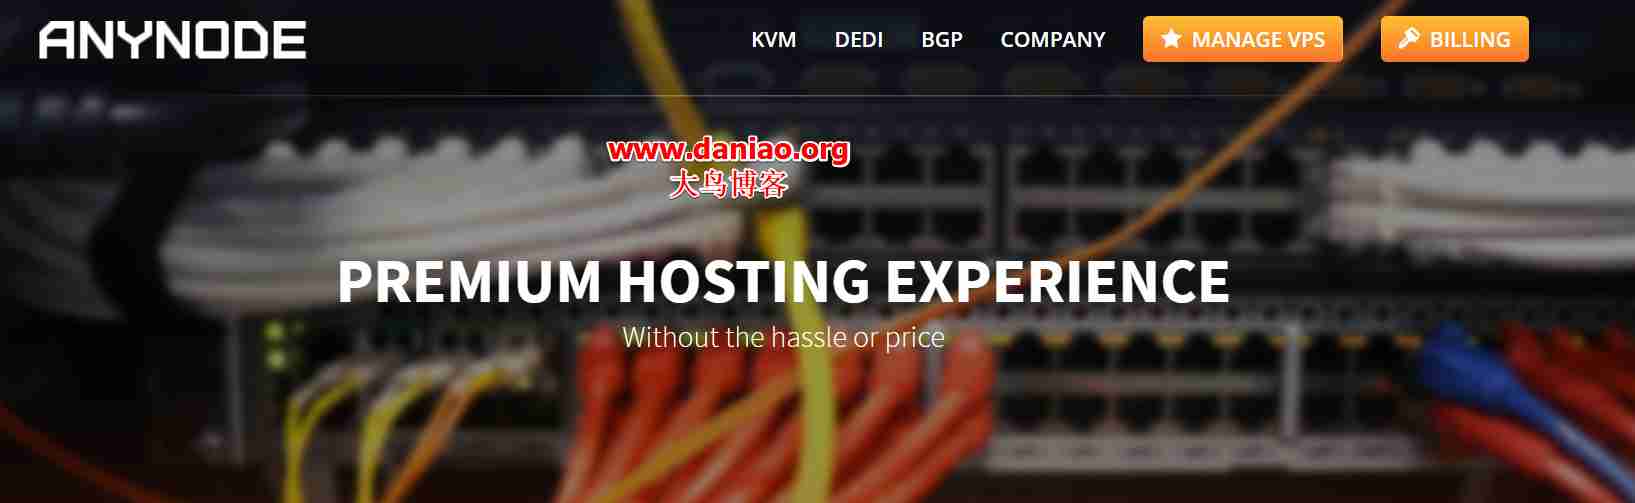 ANYNODE
KVM DEDI BGP COMPANY MANAGE VPS BILLING
www.daniao.org
大鸟博客
PREMIUM HOSTING EXPERIENCE
Without the hassle or price